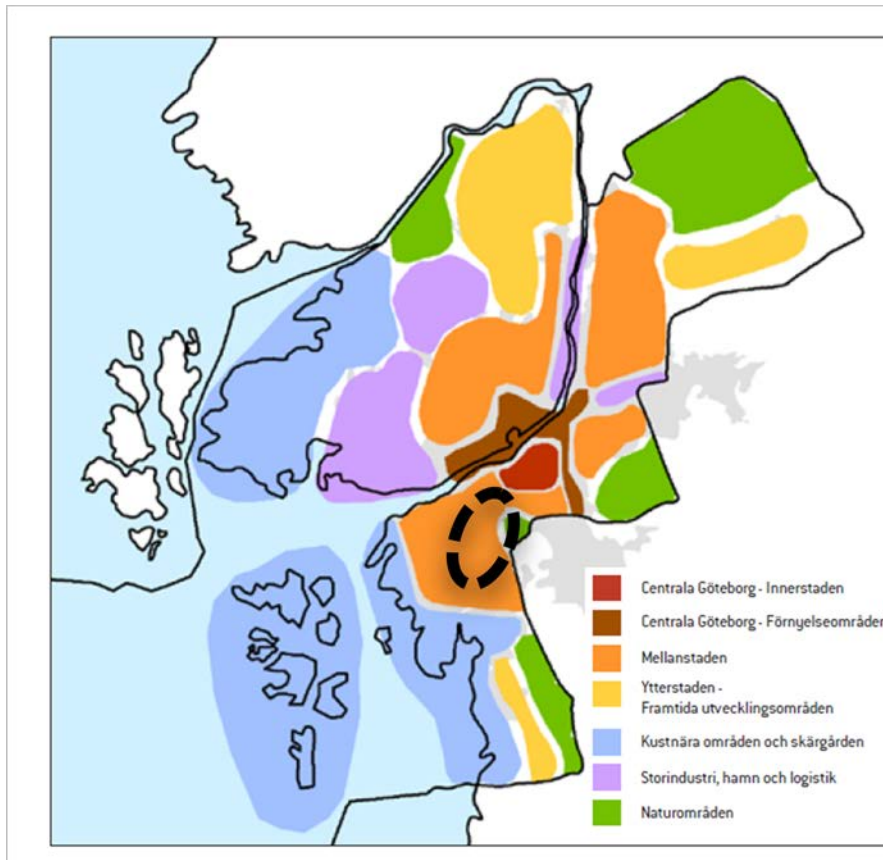 Centrala Göteborg - Innerstaden
Centrala Göteborg - Förnyelseområden
Mellanstaden
Ytterstaden -
Framtida utvecklingsområden
Kustnära områden och skärgården
Storindustri, hamn och logistik
Naturområden